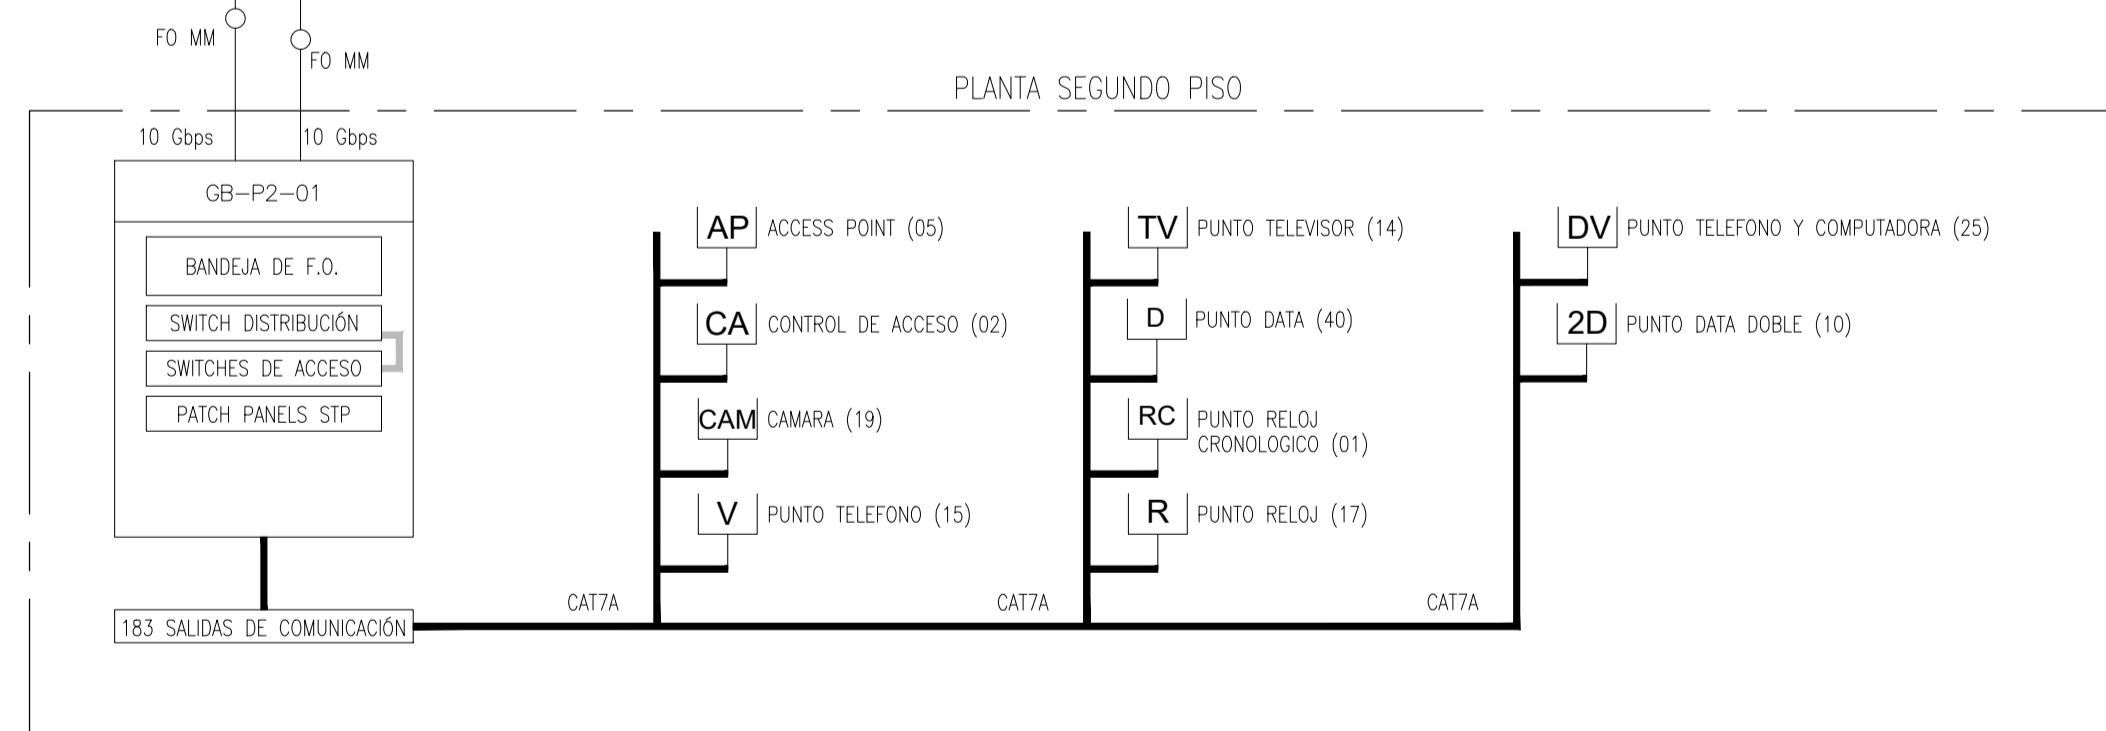 FO MM
FO MM
PLANTA SEGUNDO PISO
10 Gbps
10 Gbps
GB-P2-01
BANDEJA DE F.O.
SWITCH DISTRIBUCIÓN
SWITCHES DE ACCESO
PATCH PANELS STP
183 SALIDAS DE COMUNICACIÓN
CAT7A
AP ACCESS POINT (05)
CA CONTROL DE ACCESO (02)
CAM CAMARA (19)
V PUNTO TELEFONO (15)
CAT7A
TV PUNTO TELEVISOR (14)
D PUNTO DATA (40)
RC PUNTO RELOJ
CRONOLOGICO (01)
R PUNTO RELOJ (17)
CAT7A
DV PUNTO TELEFONO Y COMPUTADORA (25)
2D PUNTO DATA DOBLE (10)